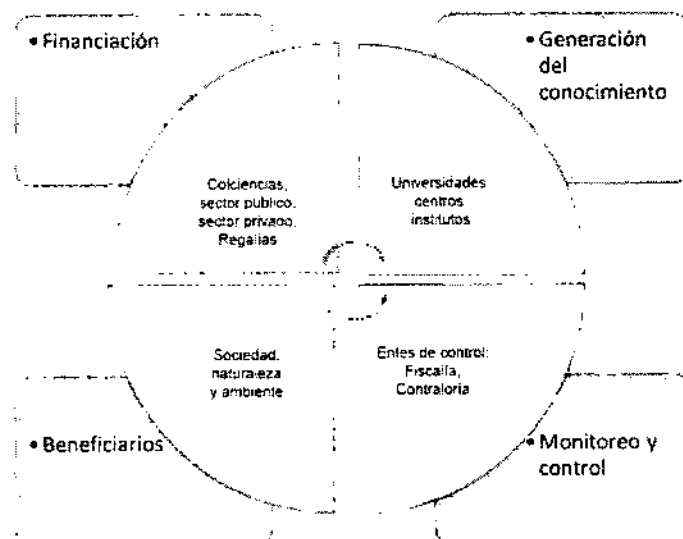 • Financiación
• Generación
del
conocimiento
Colciencias,
sector público,
sector privado,
Regalías
Universidades
centros
institutos
Sociedad,
naturaleza
y ambiente
Entes de control:
Fiscalía,
Contraloría
• Beneficiarios
• Monitoreo y
control